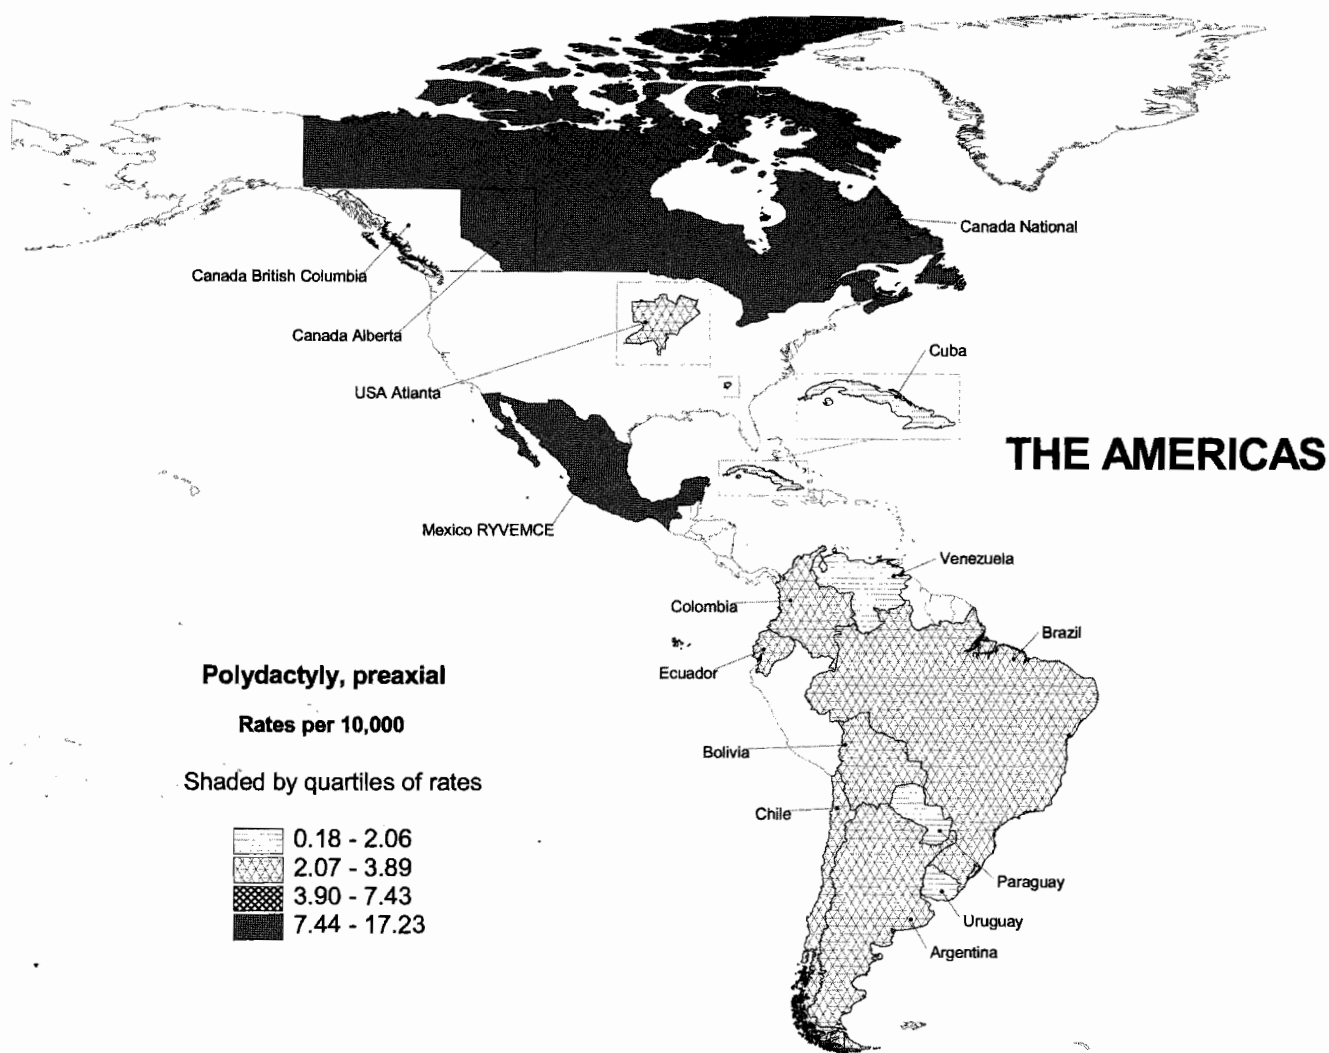 Canada National
Canada British Columbia
Canada Alberta
Cuba
USA Atlanta
THE AMERICAS
Mexico RYVEMCE
Venezuela
Colombia
Brazil
Ecuador
Polydactyly, preaxial
Rates per 10,000
Bolivia
Shaded by quartiles of rates
Chile
0.18 - 2.06
2.07 - 3.89
Paraguay
3.90 - 7.43
Uruguay
7.44 - 17.23
Argentina